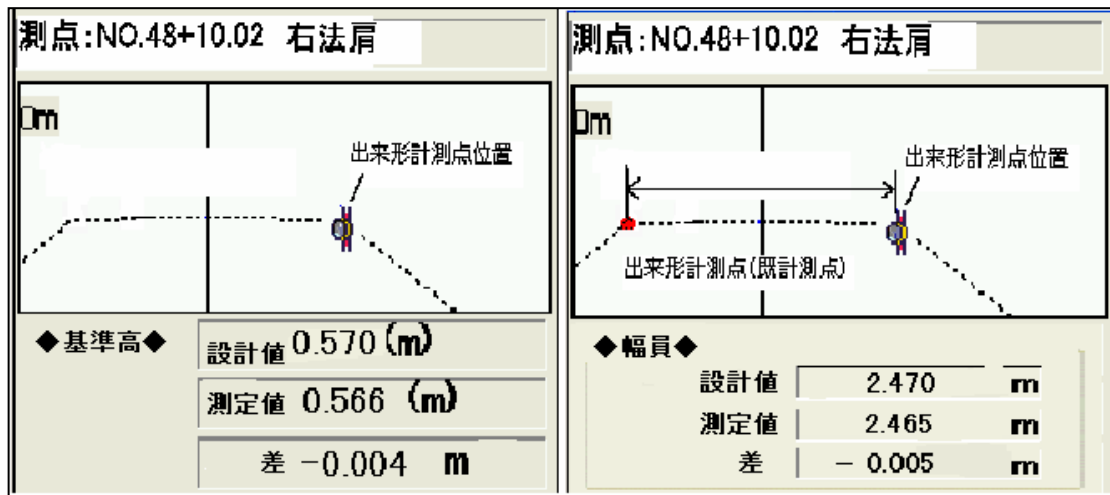 測点:NO.48+10.02 右法肩
0m
出来形計測点位置
◆基準高◆
設計値 0.570 (m)
測定値 0.566 (m)
差 -0.004 m
測点:NO.48+10.02 右法肩
0m
出来形計測点位置
出来形計測点(既計測点)
◆幅員◆
設計値 2.470 m
測定値 2.465 m
差 - 0.005 m